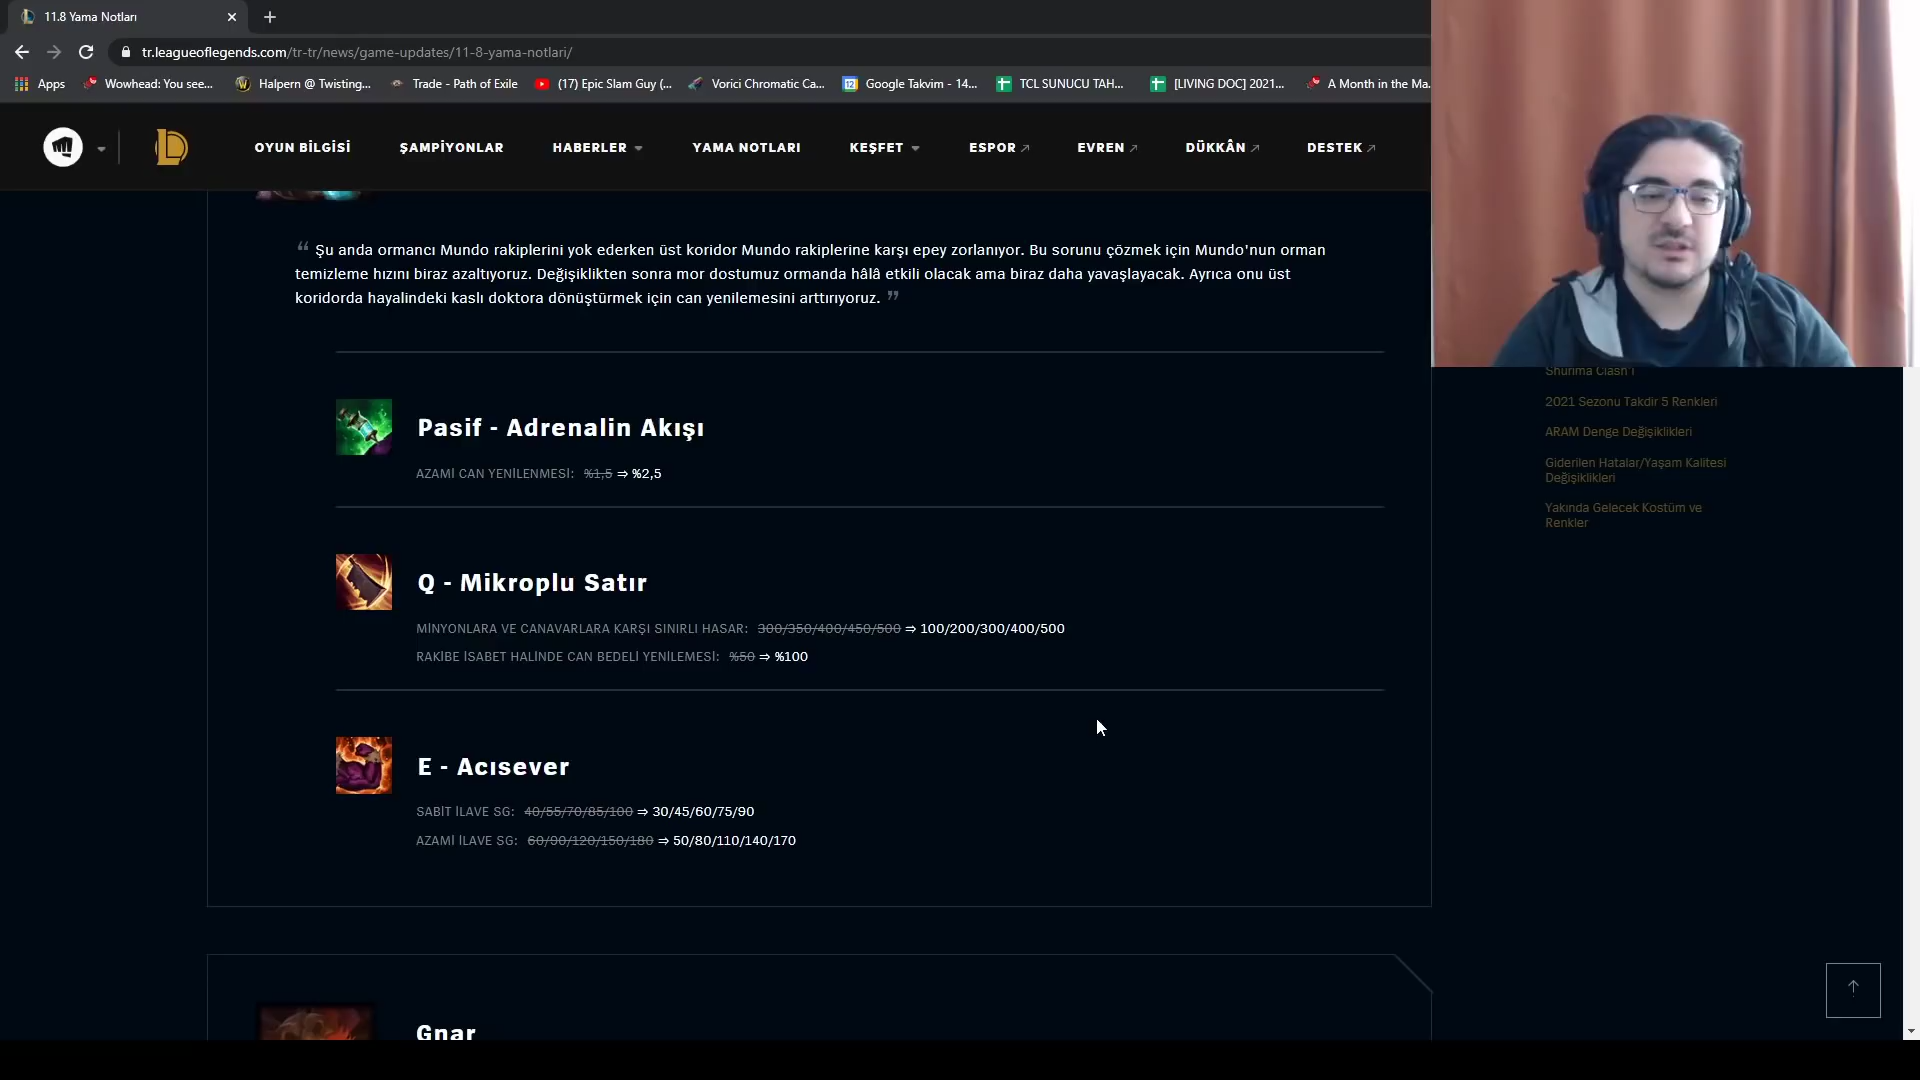 11.8 Yama Notları
tr.leagueoflegends.com/tr-tr/news/game-updates/11-8-yama-notlari/
Apps
Wowhead: You see...
Halpern @ Twisting...
Trade - Path of Exile
(17) Epic Slam Guy (...
Vorici Chromatic Ca...
Google Takvim - 14...
TCL SUNUCU TAH...
[LIVING DOC] 2021...
A Month in the Ma...
OYUN BİLGİSİ
ŞAMPİYONLAR
HABERLER
YAMA NOTLARI
KEŞFET
ESPOR
EVREN
DÜKKÂN
DESTEK
“ Şu anda ormancı Mundo rakiplerini yok ederken üst koridor Mundo rakiplerine karşı epey zorlanıyor. Bu sorunu çözmek için Mundo'nun orman
temizleme hızını biraz azaltıyoruz. Değişiklikten sonra mor dostumuz ormanda hâlâ etkili olacak ama biraz daha yavaşlayacak. Ayrıca onu üst
koridorda hayalindeki kaslı doktora dönüştürmek için can yenilemesini arttırıyoruz. ”
Pasif - Adrenalin Akışı
AZAMİ CAN YENİLENMESİ: %1,5 ⇒ %2,5
Q - Mikroplu Satır
MİNYONLARA VE CANAVARLARA KARŞI SINIRLI HASAR: 300/350/400/450/500 ⇒ 100/200/300/400/500
RAKİBE İSABET HALİNDE CAN BEDELİ YENİLEMESİ: %50 ⇒ %100
E - Acısever
SABİT İLAVE SG: 40/55/70/85/100 ⇒ 30/45/60/75/90
AZAMİ İLAVE SG: 60/90/120/150/180 ⇒ 50/80/110/140/170
Gnar
Shurima Clash'i
2021 Sezonu Takdir 5 Renkleri
ARAM Denge Değişiklikleri
Giderilen Hatalar/Yaşam Kalitesi
Değişiklikleri
Yakında Gelecek Kostüm ve
Renkler